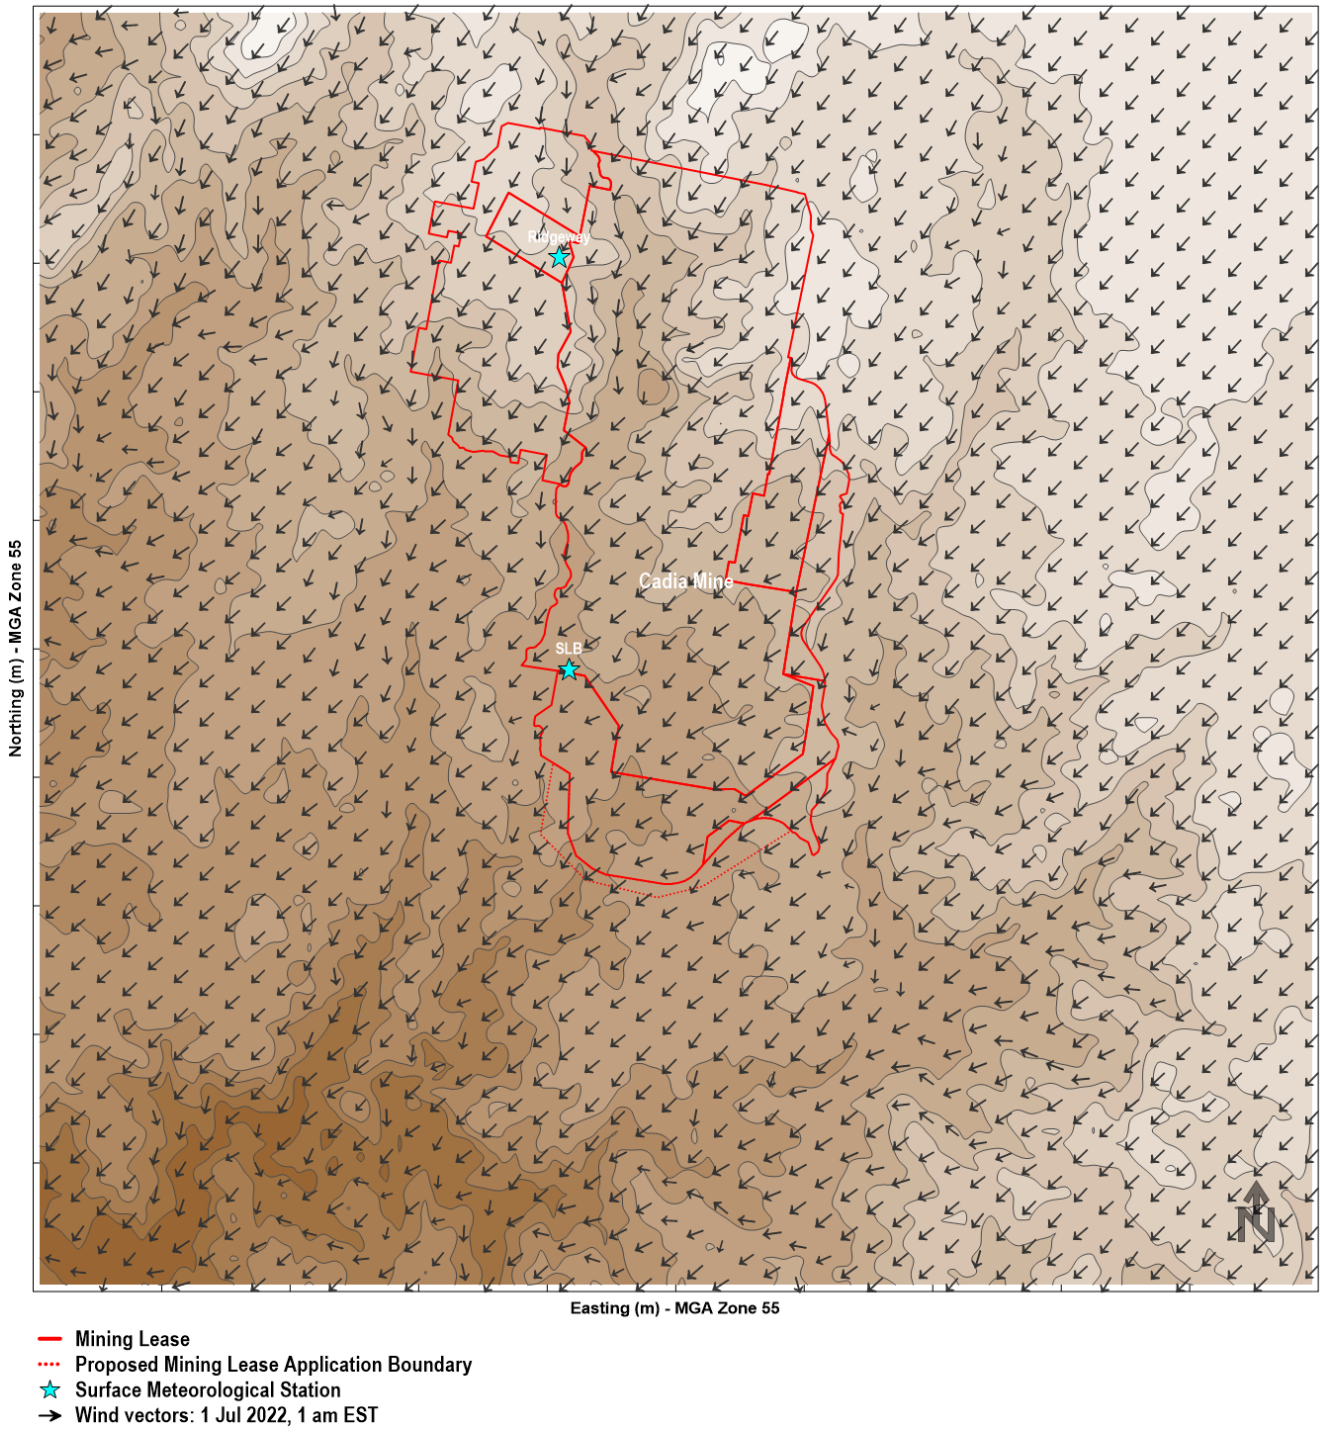 Ridgeway
Cadia Mine
SLB
N
Northing (m) - MGA Zone 55
Easting (m) - MGA Zone 55
Mining Lease
Proposed Mining Lease Application Boundary
Surface Meteorological Station
Wind vectors: 1 Jul 2022, 1 am EST